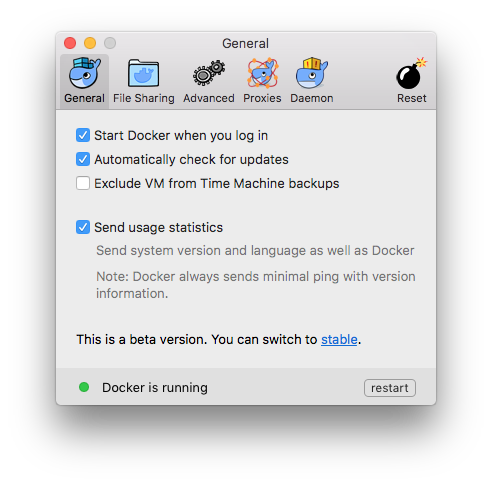 General
General File Sharing Advanced Proxies Daemon Reset
Start Docker when you log in
Automatically check for updates
Exclude VM from Time Machine backups
Send usage statistics
Send system version and language as well as Docker
Note: Docker always sends minimal ping with version
information.
This is a beta version. You can switch to stable.
Docker is running restart